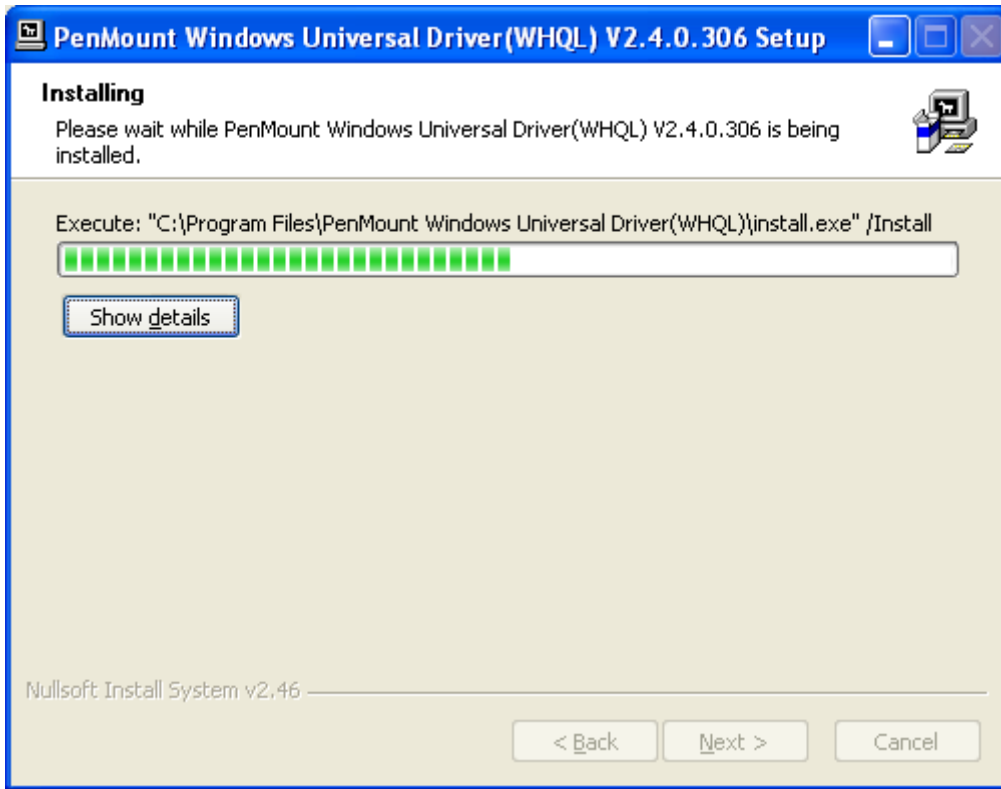 PenMount Windows Universal Driver(WHQL) V2.4.0.306 Setup
Installing
Please wait while PenMount Windows Universal Driver(WHQL) V2.4.0.306 is being
installed.
Execute: "C:\Program Files\PenMount Windows Universal Driver(WHQL)\install.exe" /Install
Show details
Nullsoft Install System v2.46
< Back Next > Cancel